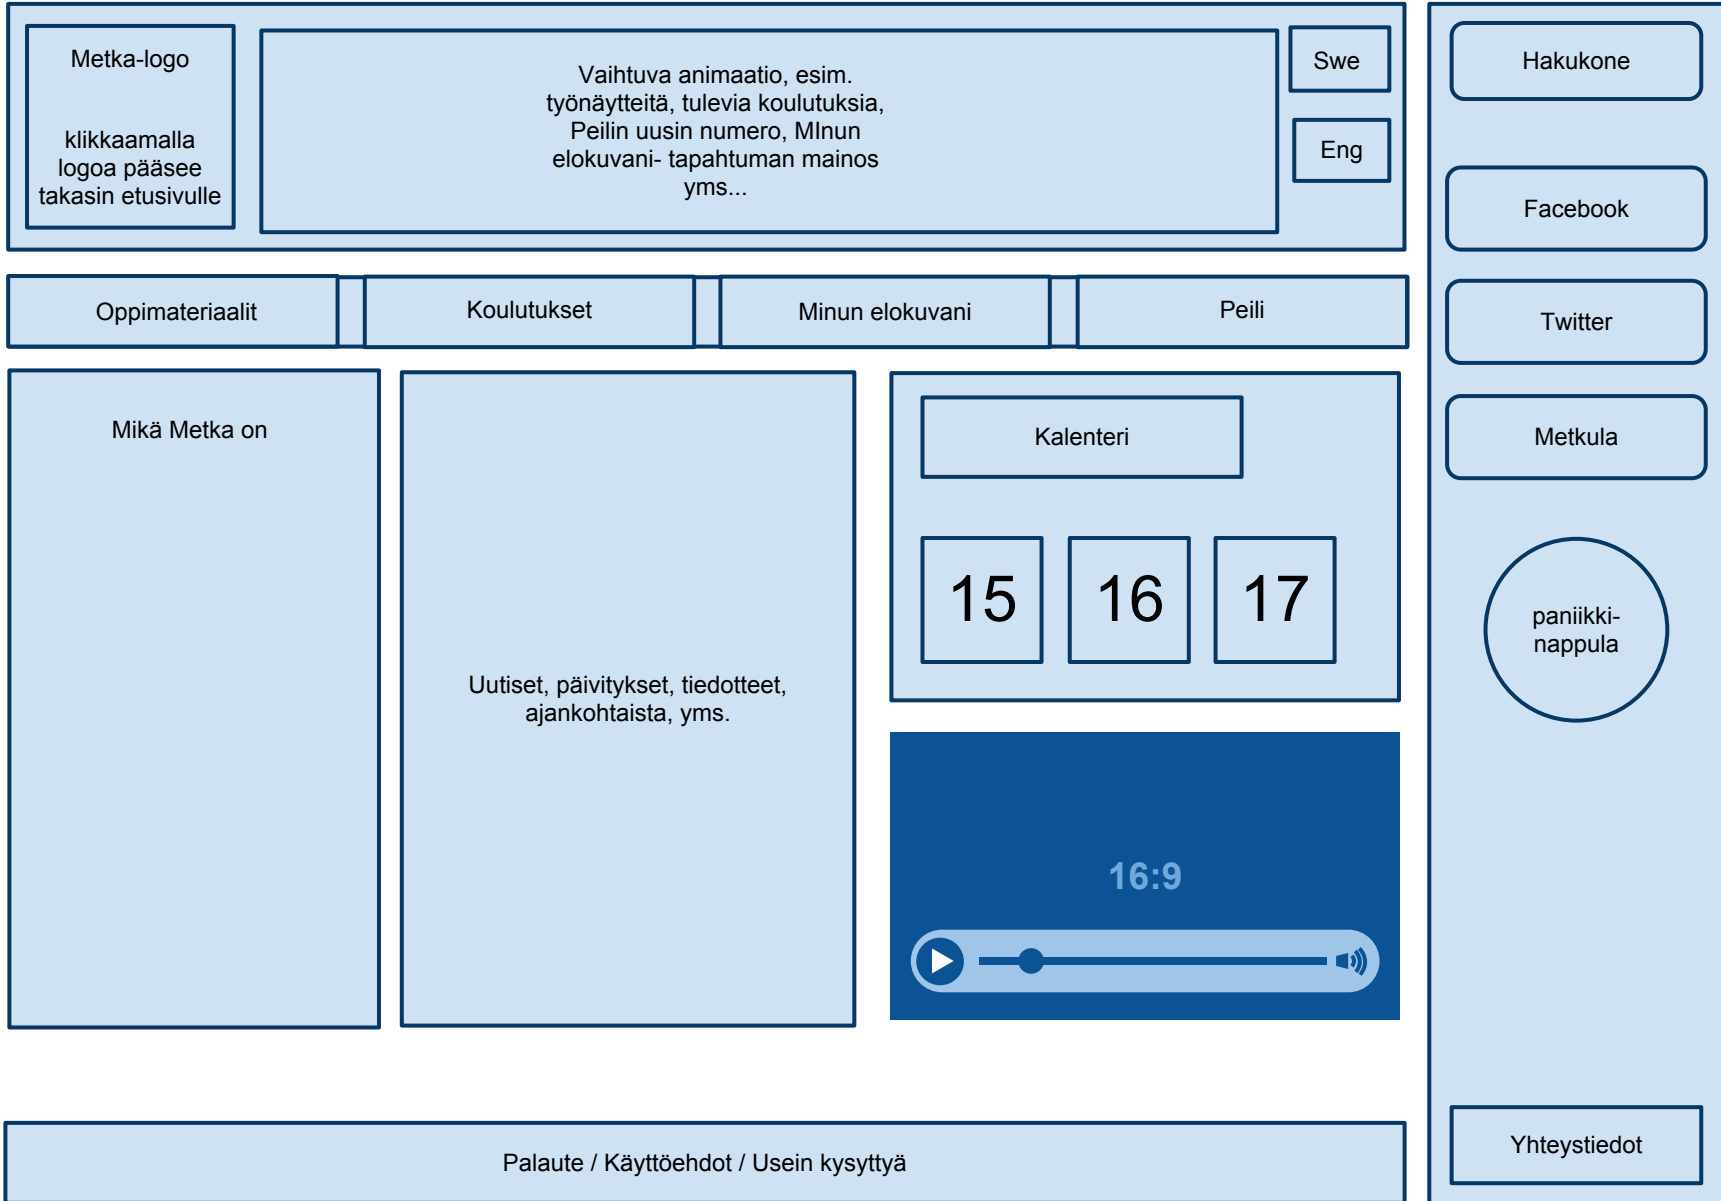 Metka-logo
klikkaamalla
logoa pääsee
takasin etusivulle
Vaihtuva animaatio, esim.
työnäytteitä, tulevia koulutuksia,
Peilin uusin numero, MInun
elokuvani- tapahtuman mainos
yms...
Swe
Eng
Hakukone
Facebook
Twitter
Metkula
paniikki-
nappula
Yhteystiedot
Oppimateriaalit
Koulutukset
Minun elokuvani
Peili
Mikä Metka on
Uutiset, päivitykset, tiedotteet,
ajankohtaista, yms.
Kalenteri
15
16
17
16:9
Palaute / Käyttöehdot / Usein kysyttyä